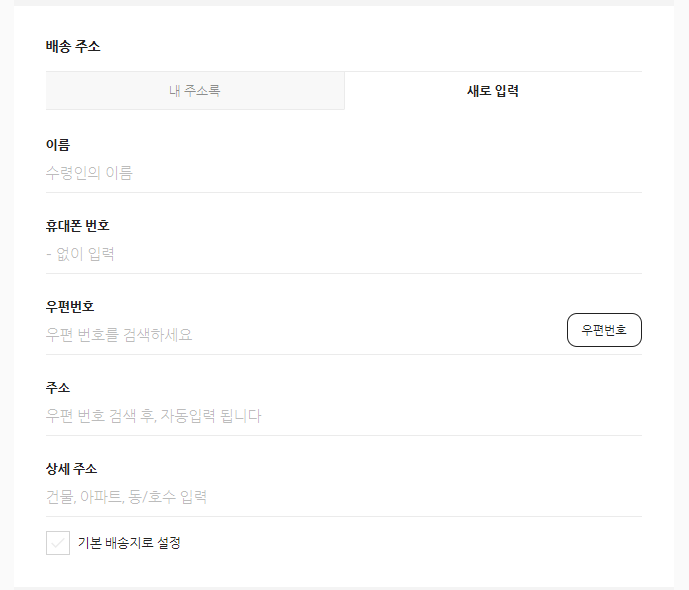 배송 주소
내 주소록
새로 입력
이름
수령인의 이름
휴대폰 번호
- 없이 입력
우편번호
우편 번호를 검색하세요
우편번호
주소
우편 번호 검색 후, 자동입력 됩니다
상세 주소
건물, 아파트, 동/호수 입력
기본 배송지로 설정